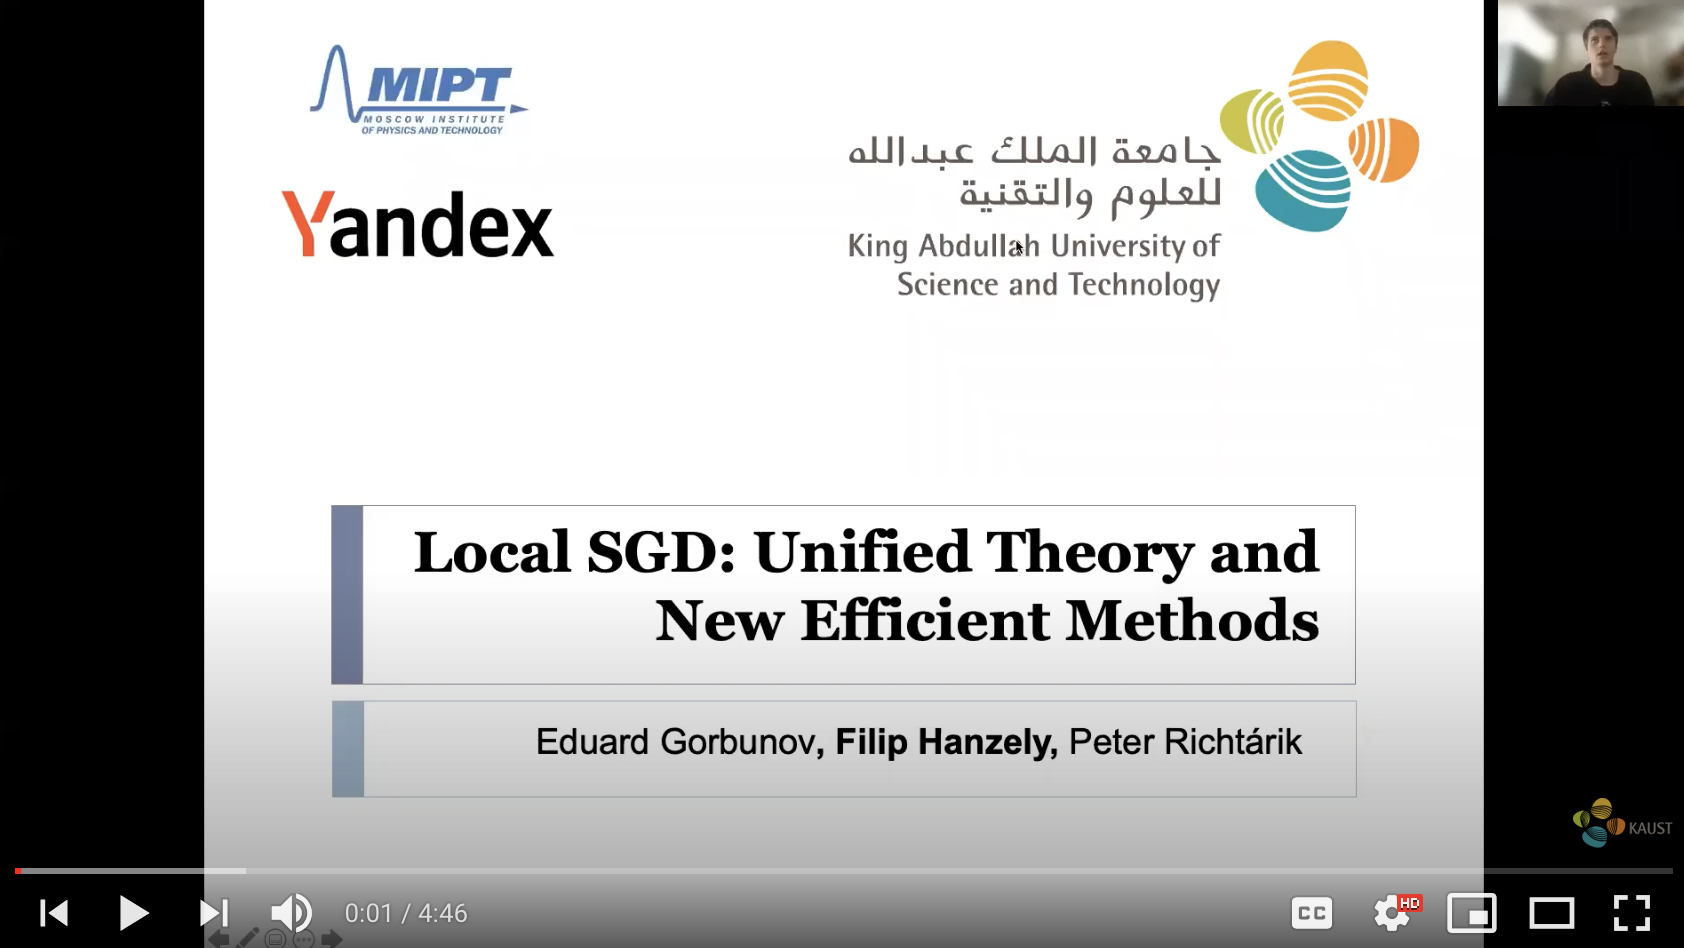 MIPT
MOSCOW INSTITUTE
OF PHYSICS AND TECHNOLOGY
Yandex
جامعة الملك عبدالله
للعلوم والتقنية
King Abdullah University of
Science and Technology
Local SGD: Unified Theory and
New Efficient Methods
Eduard Gorbunov, Filip Hanzely, Peter Richtárik
KAUST
0:01 / 4:46
CC
HD